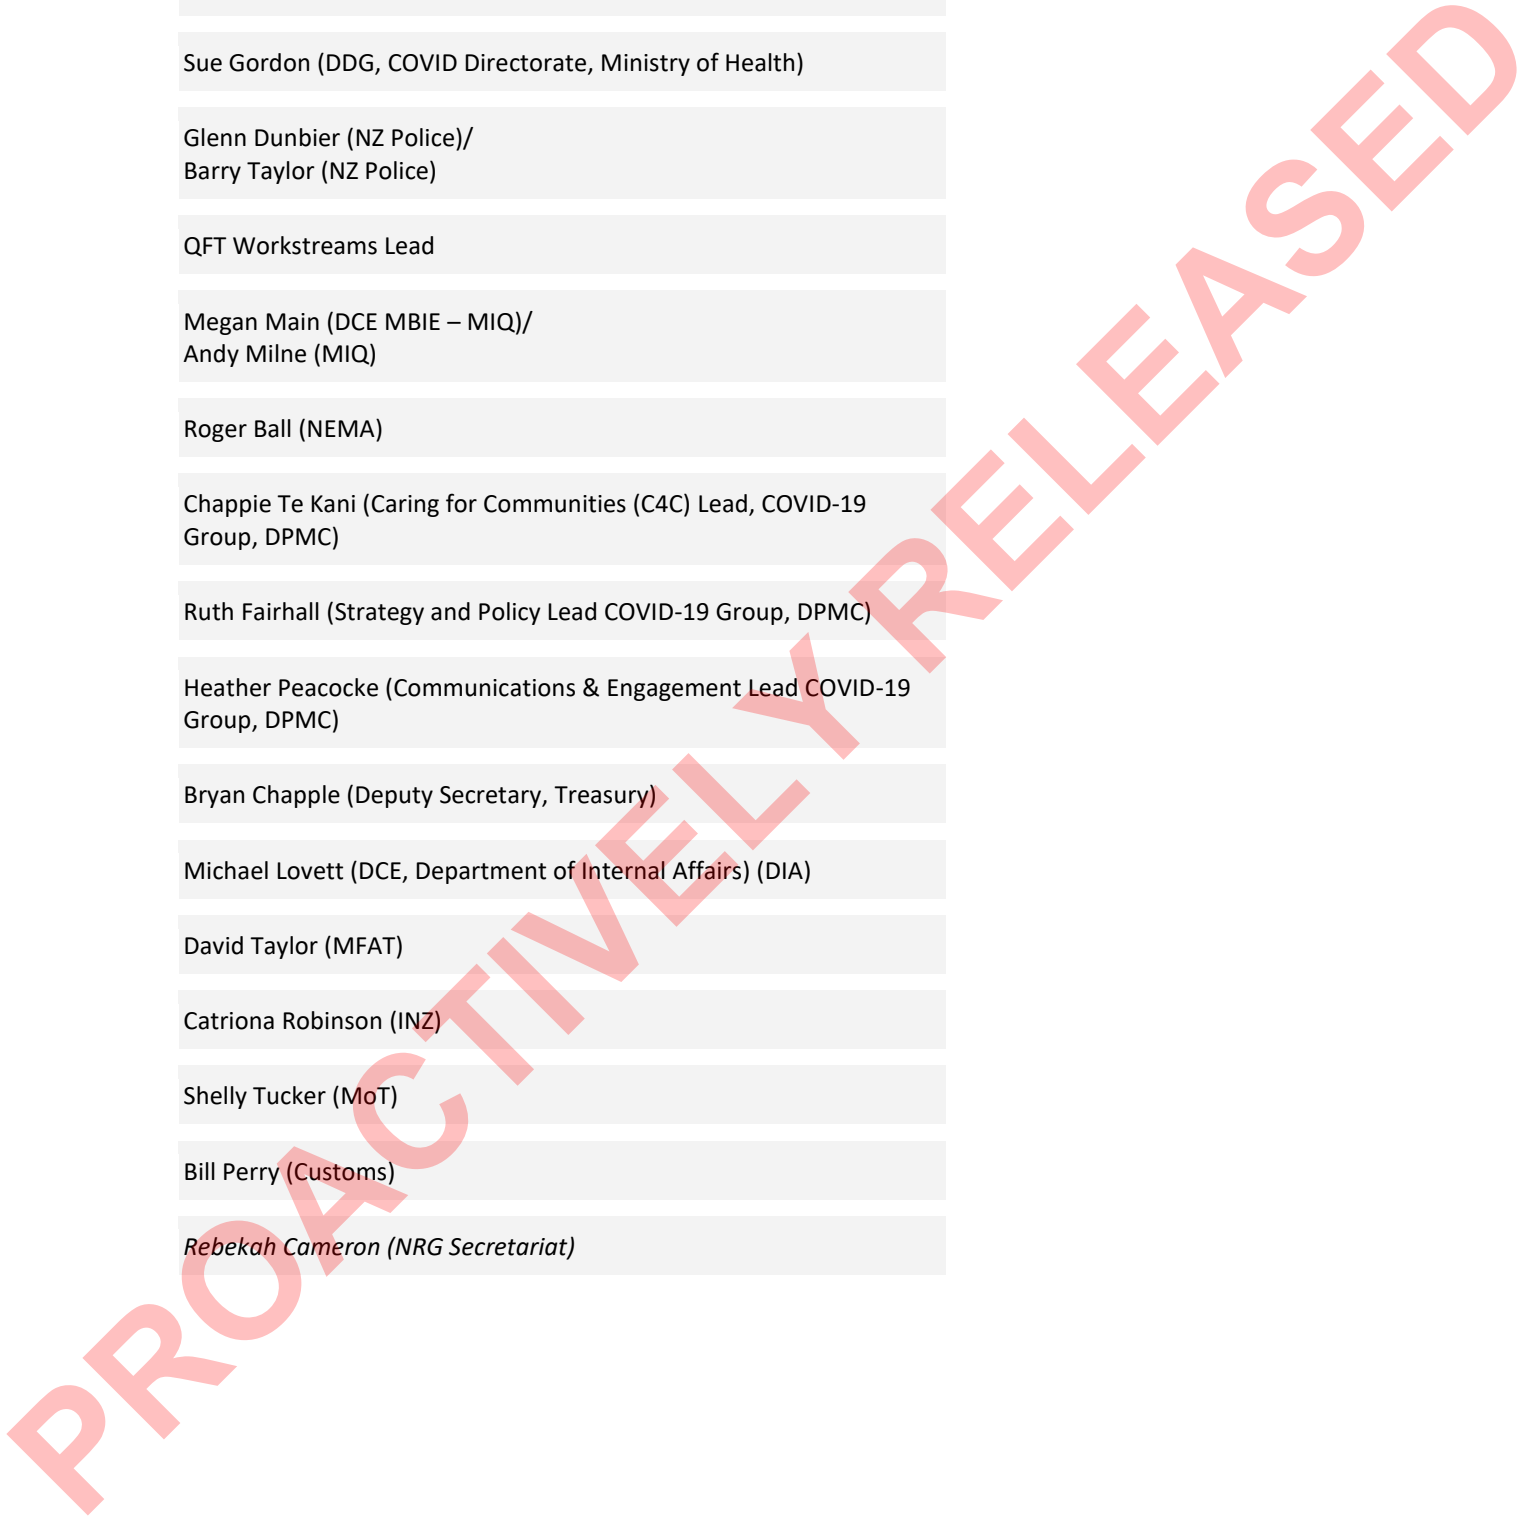 Sue Gordon (DDG, COVID Directorate, Ministry of Health)
Glenn Dunbier (NZ Police)/
Barry Taylor (NZ Police)
QFT Workstreams Lead
Megan Main (DCE MBIE – MIQ)/
Andy Milne (MIQ)
Roger Ball (NEMA)
Chappie Te Kani (Caring for Communities (C4C) Lead, COVID-19
Group, DPMC)
Ruth Fairhall (Strategy and Policy Lead COVID-19 Group, DPMC)
Heather Peacocke (Communications & Engagement Lead COVID-19
Group, DPMC)
Bryan Chapple (Deputy Secretary, Treasury)
Michael Lovett (DCE, Department of Internal Affairs) (DIA)
David Taylor (MFAT)
Catriona Robinson (INZ)
Shelly Tucker (MoT)
Bill Perry (Customs)
Rebekah Cameron (NRG Secretariat)
PROACTIVELY RELEASED